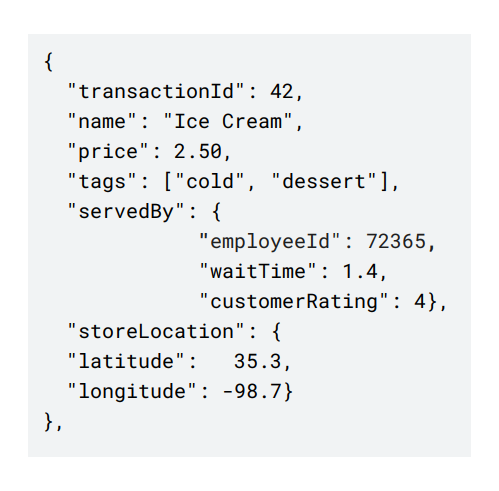 {
  "transactionId": 42,
  "name": "Ice Cream",
  "price": 2.50,
  "tags": ["cold", "dessert"],
  "servedBy": {
             "employeeId": 72365,
             "waitTime": 1.4,
             "customerRating": 4},
  "storeLocation": {
  "latitude":   35.3,
  "longitude": -98.7}
},